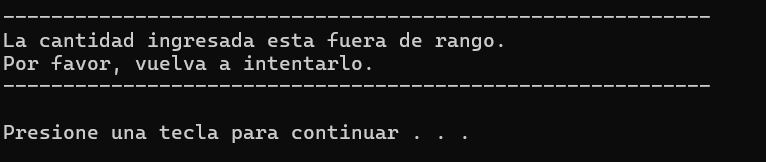 -----------------------------------------------------------
La cantidad ingresada esta fuera de rango.
Por favor, vuelva a intentarlo.
-----------------------------------------------------------
Presione una tecla para continuar . . .